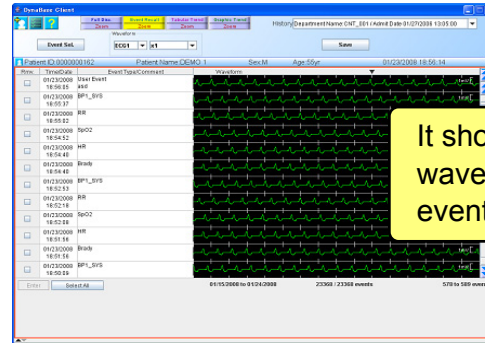 DynaBase Client
Full Disc. Event Recall Tabular Trend Graphic Trend
Zoom Zoom Zoom Zoom
History Department Name: CNT_001 / Admit Date 01/27/2006 13:05:00
Waveform
Event Sel. ECG1 x1 Save
Patient ID:0000000162 Patient Name:DEMO 1 Sex:M Age:55yr 01/23/2008 18:56:14
Time/Date Event Type/Comment Waveform
01/23/2008 User Event
18:56:05 asd
01/23/2008 BP1_SYS
18:55:37
01/23/2008 RR
18:55:02
01/23/2008 SpO2
18:54:52
01/23/2008 HR
18:54:40
01/23/2008 Brady
18:54:40
01/23/2008 BP1_SYS
18:52:53
01/23/2008 RR
18:52:18
01/23/2008 SpO2
18:52:08
01/23/2008 HR
18:51:56
01/23/2008 Brady
18:51:56
01/23/2008 BP1_SYS
18:50:09
It sho
wave
event
Enter Select All 01/15/2008 to 01/24/2008 23368 / 23368 events 578 to 589 even